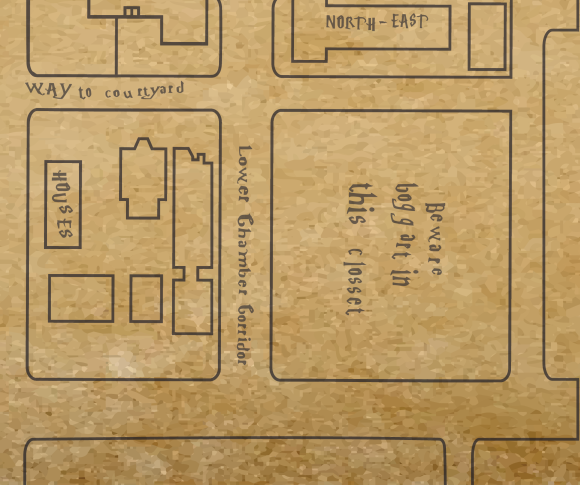 NORTH-EAST
WAY to courtyard
HOUSES
Lower Chamber Corridor
Beware
boggart in
this closset